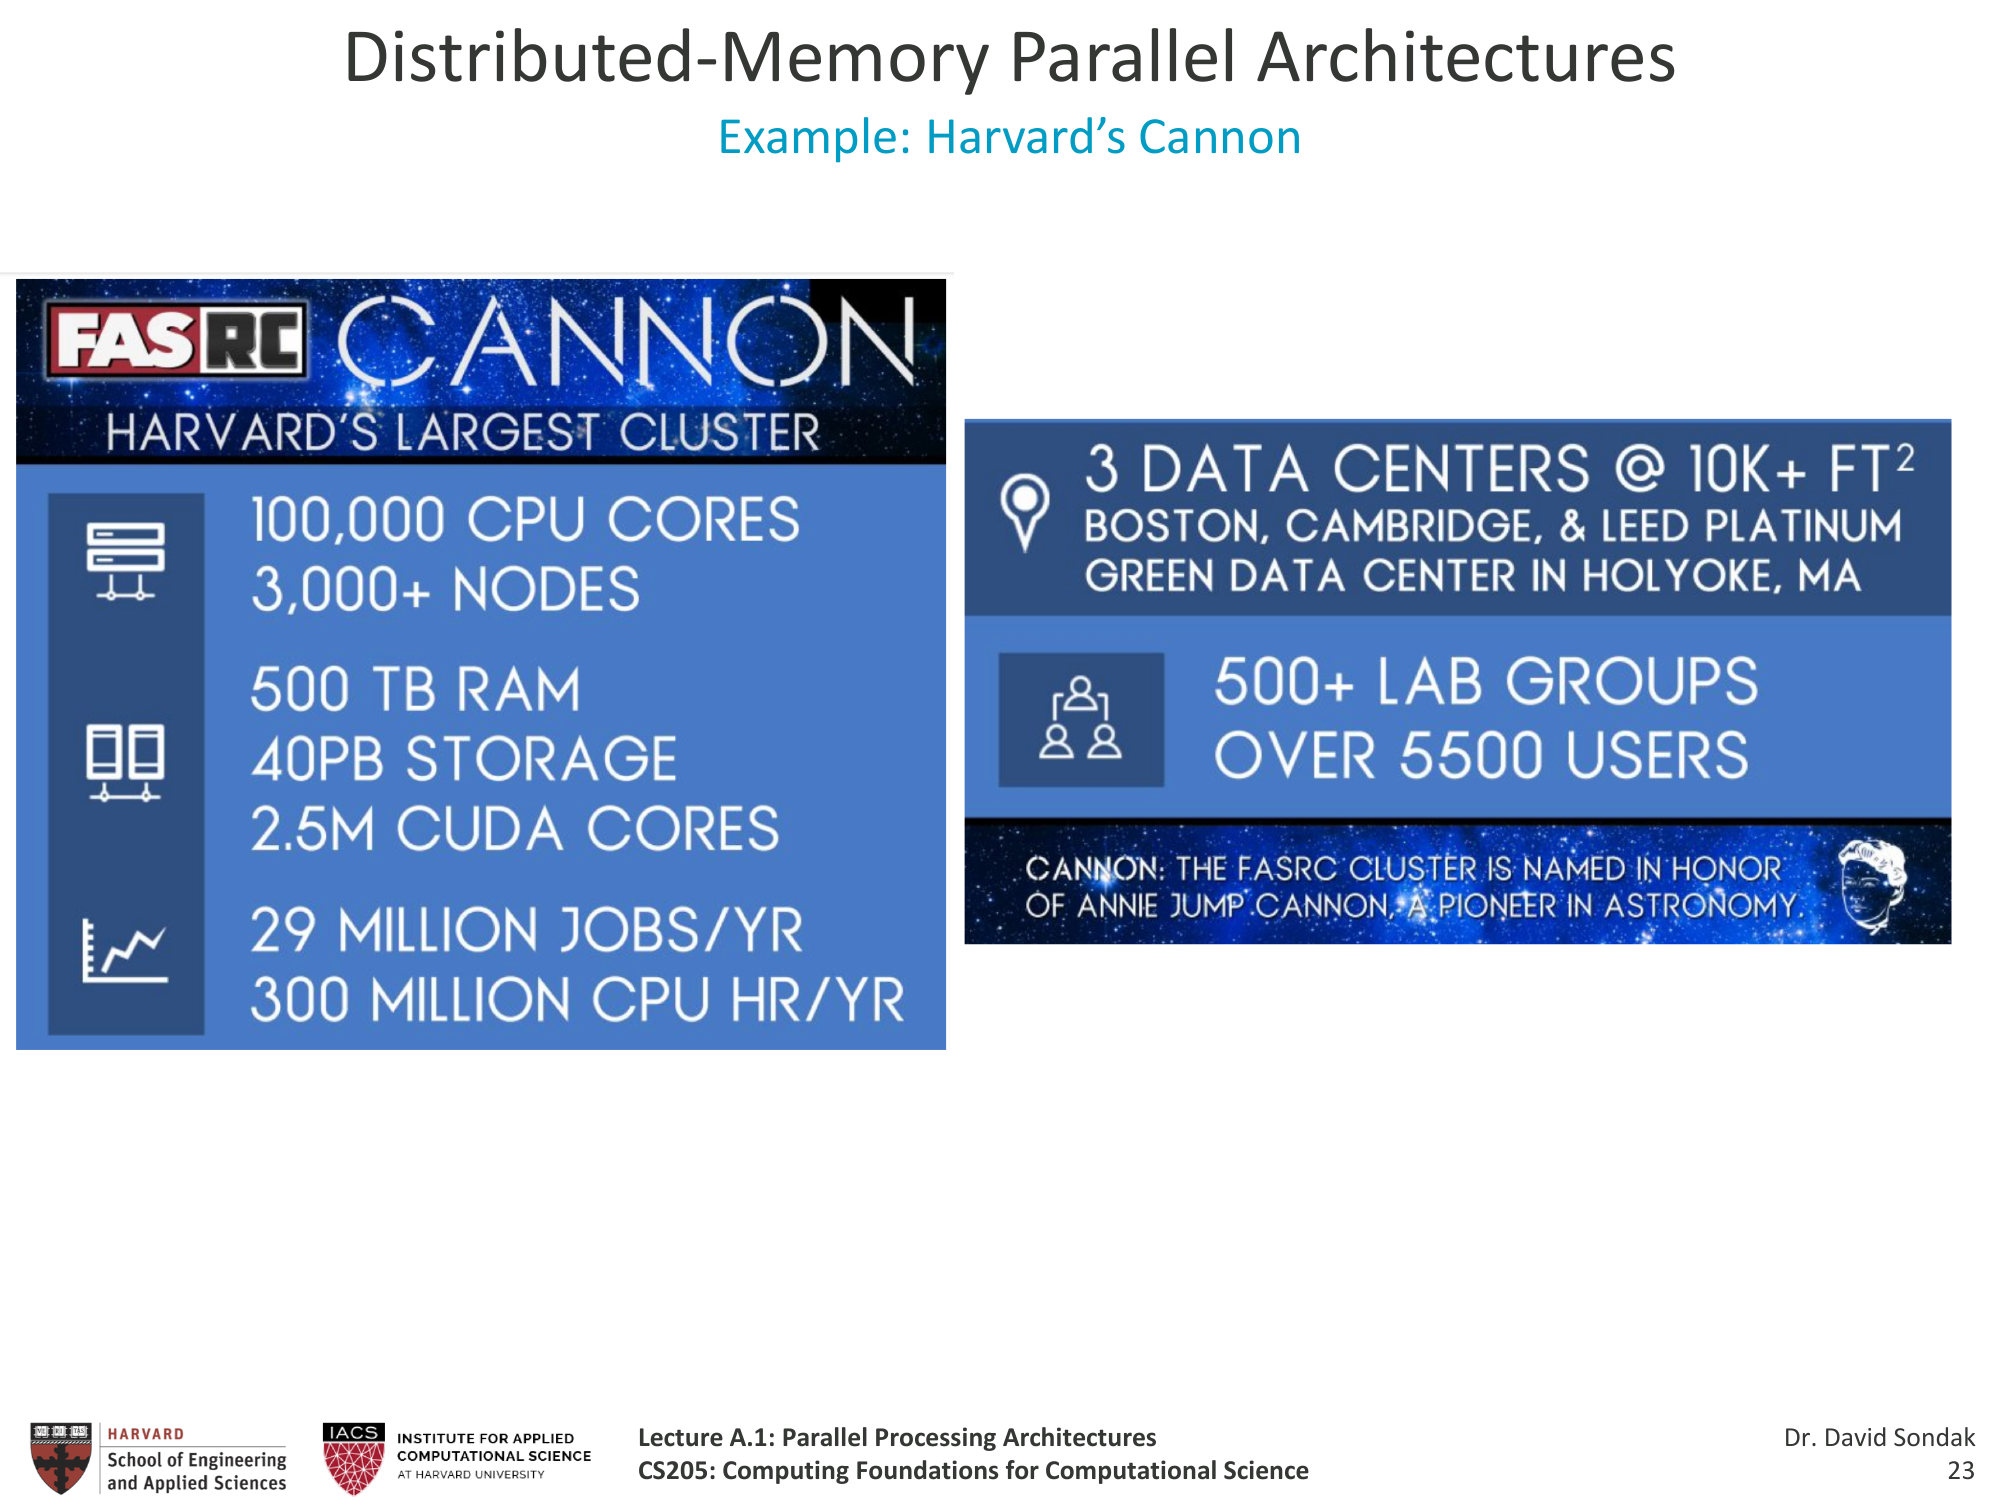 Distributed-Memory Parallel Architectures
Example: Harvard’s Cannon
FASRC CANNON
HARVARD'S LARGEST CLUSTER
100,000 CPU CORES
3,000+ NODES
500 TB RAM
40PB STORAGE
2.5M CUDA CORES
29 MILLION JOBS/YR
300 MILLION CPU HR/YR
3 DATA CENTERS @ 10K+ FT²
BOSTON, CAMBRIDGE, & LEED PLATINUM
GREEN DATA CENTER IN HOLYOKE, MA
500+ LAB GROUPS
OVER 5500 USERS
CANNON: THE FASRC CLUSTER IS NAMED IN HONOR
OF ANNIE JUMP CANNON, A PIONEER IN ASTRONOMY.
HARVARD
School of Engineering
and Applied Sciences
IACS
INSTITUTE FOR APPLIED
COMPUTATIONAL SCIENCE
AT HARVARD UNIVERSITY
Lecture A.1: Parallel Processing Architectures
CS205: Computing Foundations for Computational Science
Dr. David Sondak
23